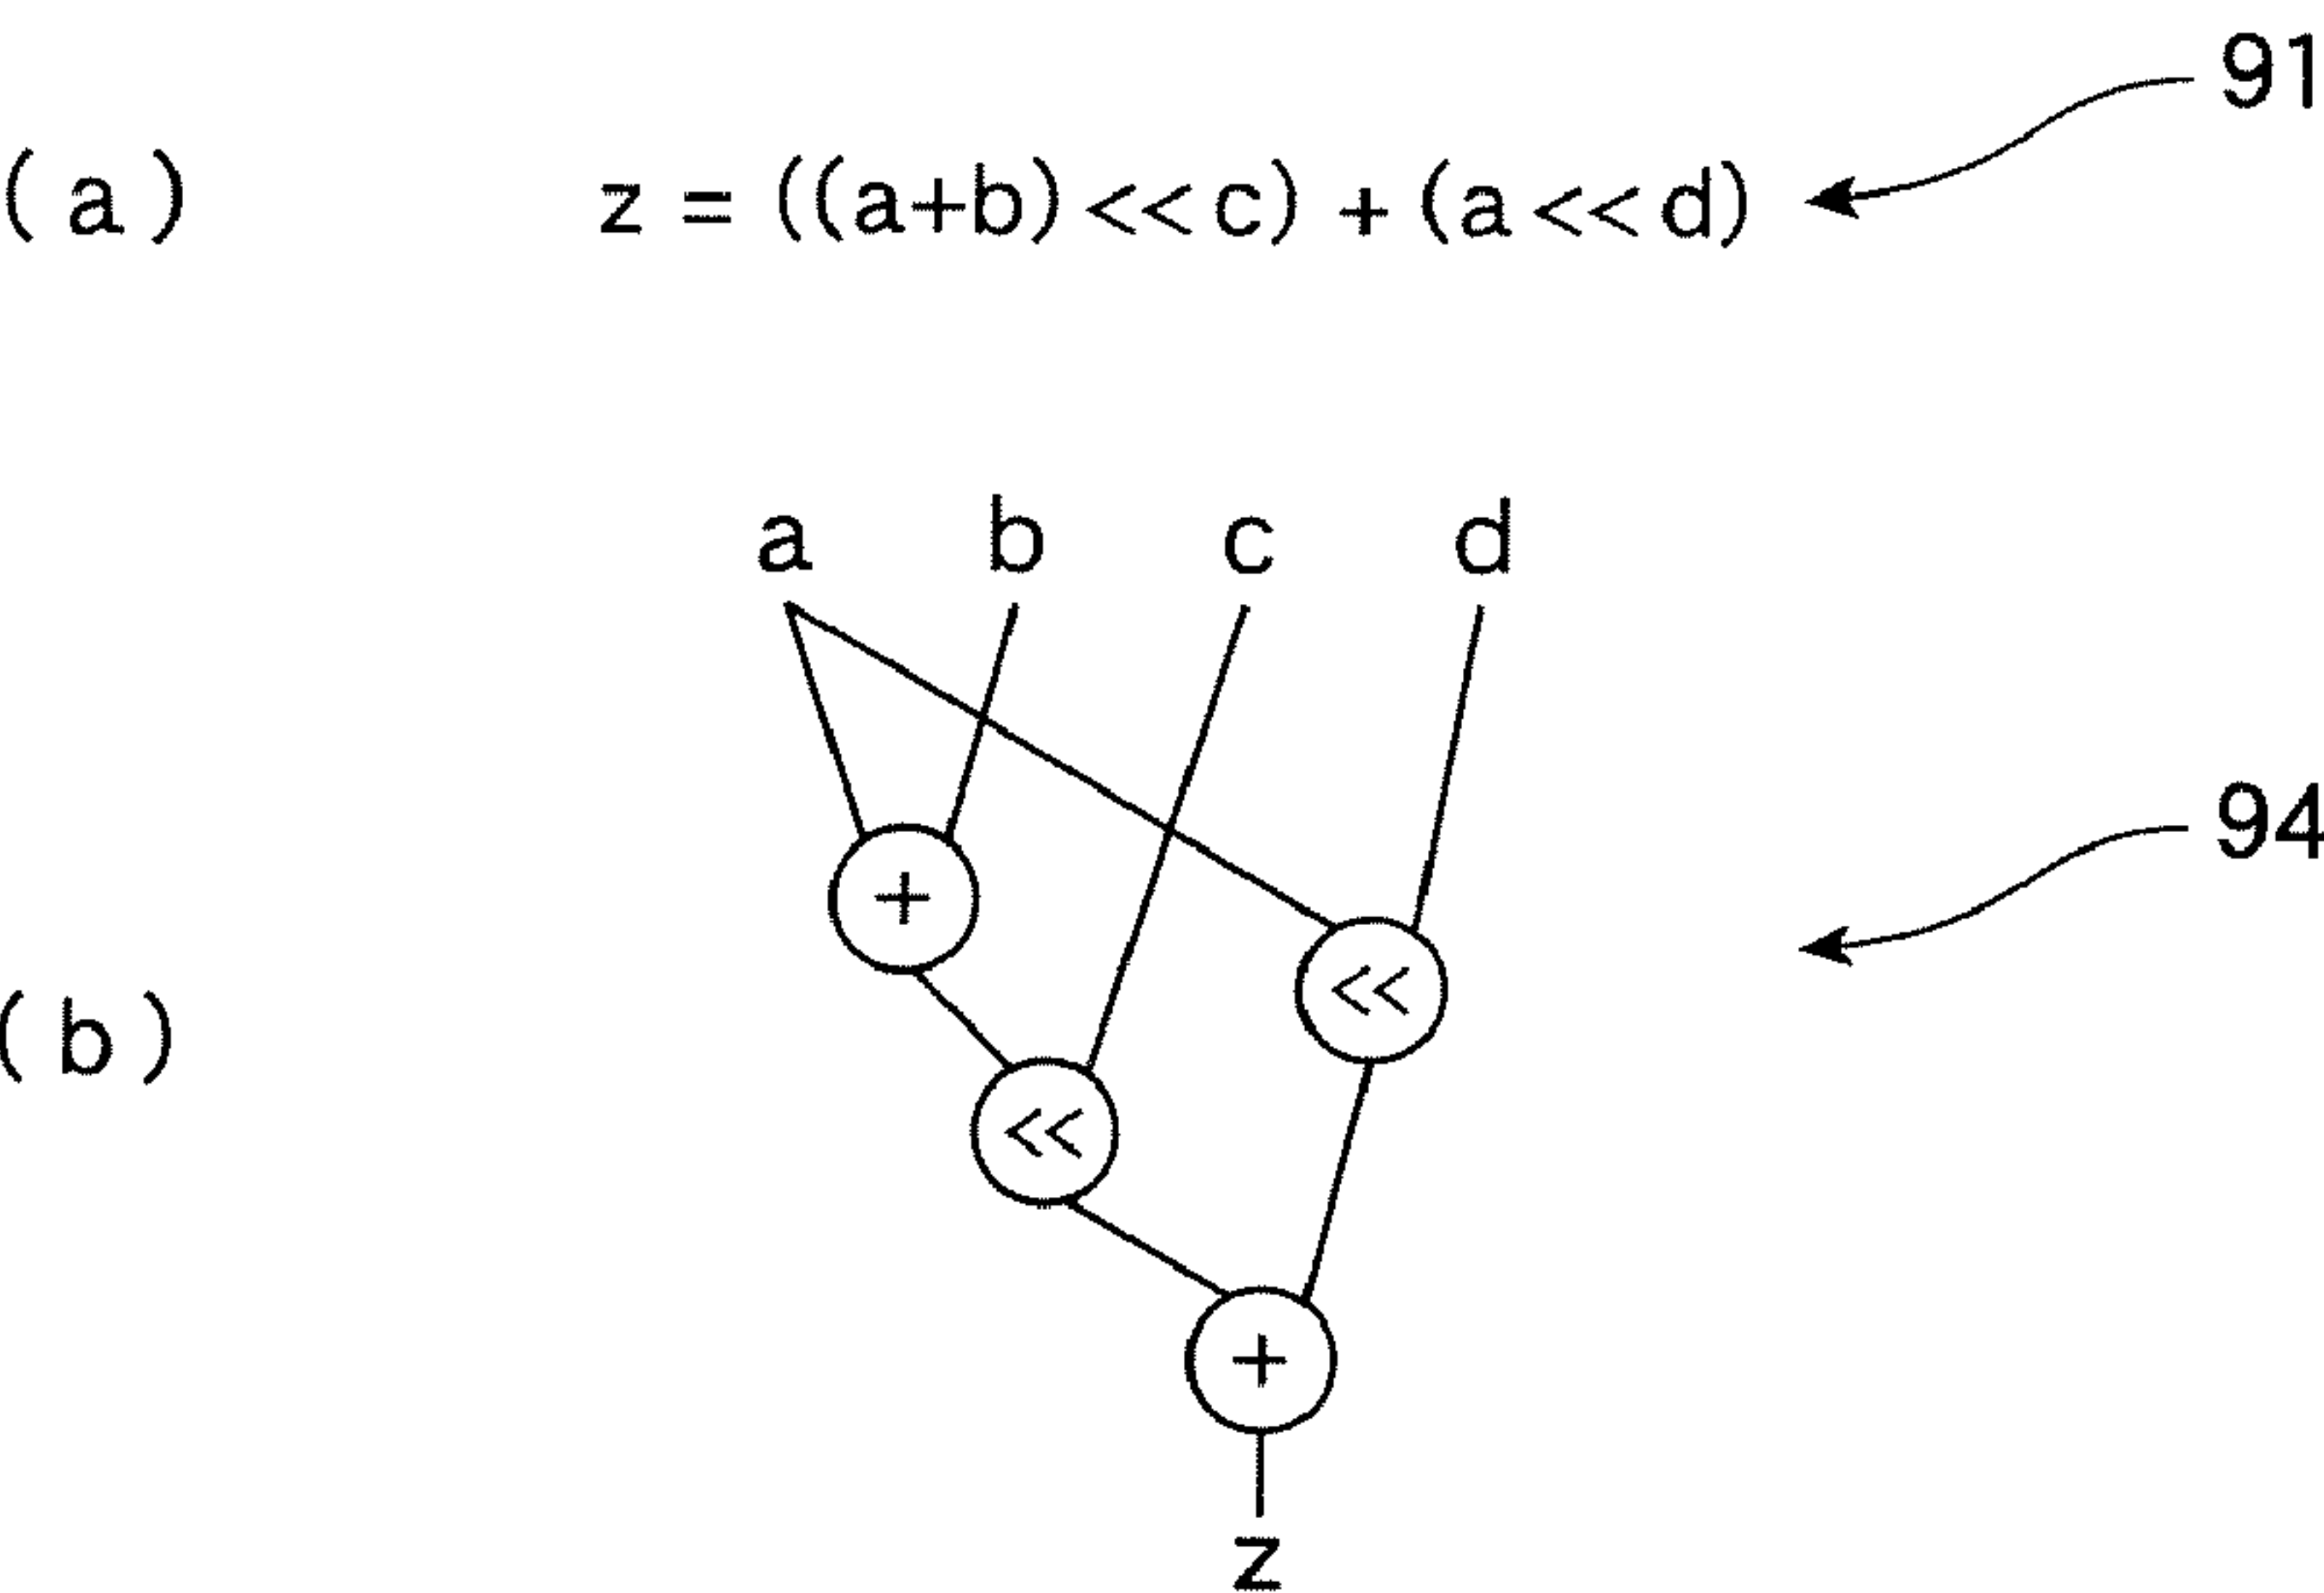 91
(a) z = ((a+b)<<c) + (a<<d)
a b c d
94
+
<<
(b)
<<
+
z